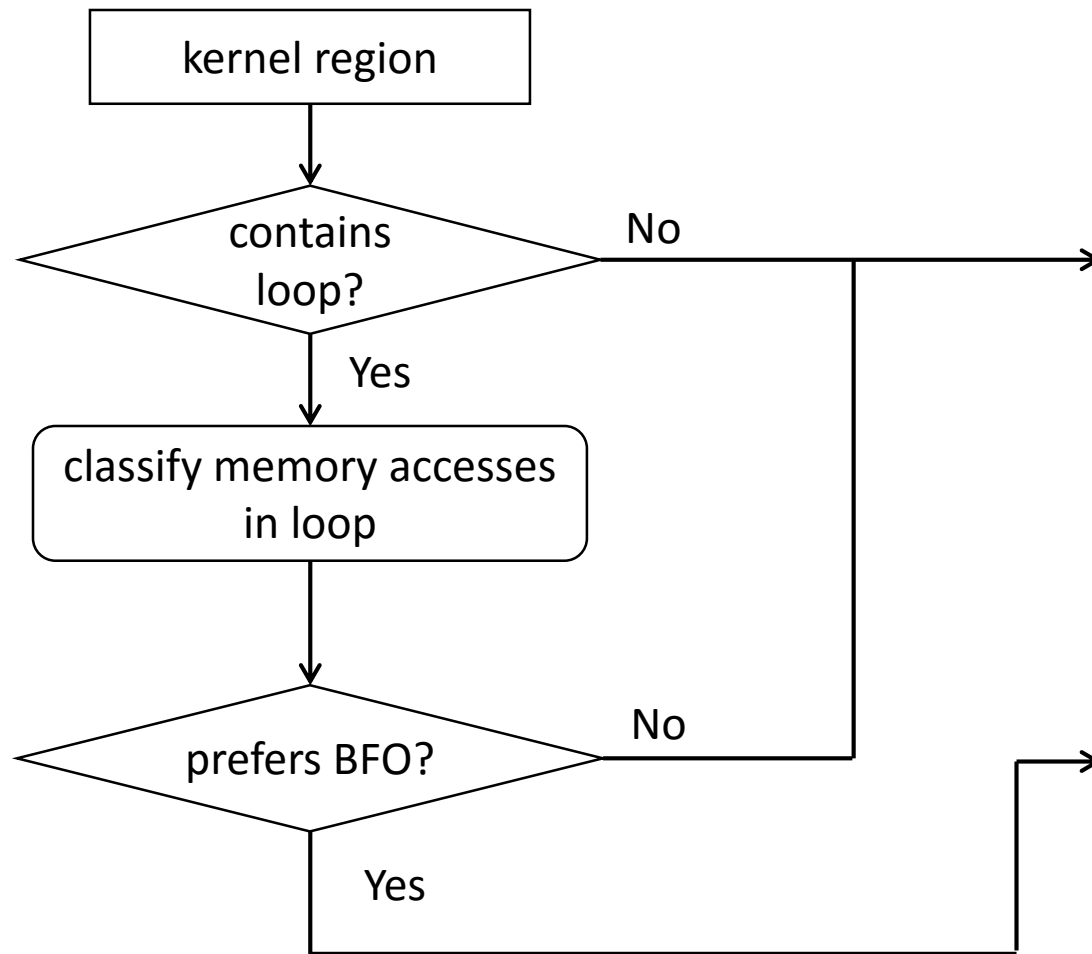 kernel region
contains
loop?
No
Yes
classify memory accesses
in loop
prefers BFO?
No
Yes